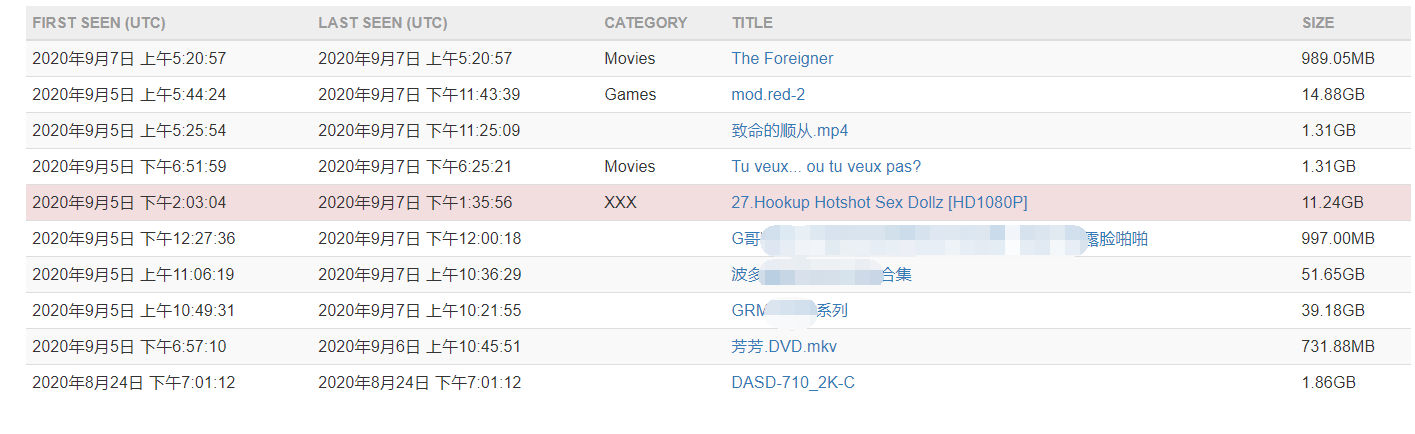 FIRST SEEN (UTC) LAST SEEN (UTC) CATEGORY TITLE SIZE
2020年9月7日 上午5:20:57 2020年9月7日 上午5:20:57 Movies The Foreigner 989.05MB
2020年9月5日 上午5:44:24 2020年9月7日 下午11:43:39 Games mod.red-2 14.88GB
2020年9月5日 下午5:25:54 2020年9月7日 下午11:25:09 致命的顺从.mp4 1.31GB
2020年9月5日 下午6:51:59 2020年9月7日 下午6:25:21 Movies Tu veux... ou tu veux pas? 1.31GB
2020年9月5日 下午2:03:04 2020年9月7日 下午1:35:56 XXX 27.Hookup Hotshot Sex Dollz [HD1080P] 11.24GB
2020年9月5日 下午12:27:36 2020年9月7日 下午12:00:18 G哥 露脸啪啪 997.00MB
2020年9月5日 上午11:06:19 2020年9月7日 上午10:36:29 波多 合集 51.65GB
2020年9月5日 上午10:49:31 2020年9月7日 上午10:21:55 GRM 系列 39.18GB
2020年9月5日 下午6:57:10 2020年9月6日 上午10:45:51 芳芳.DVD.mkv 731.88MB
2020年8月24日 下午7:01:12 2020年8月24日 下午7:01:12 DASD-710_2K-C 1.86GB